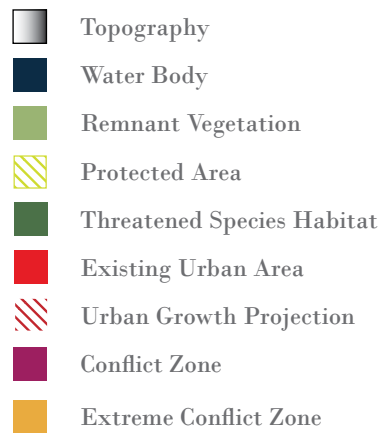 Topography
Water Body
Remnant Vegetation
Protected Area
Threatened Species Habitat
Existing Urban Area
Urban Growth Projection
Conflict Zone
Extreme Conflict Zone